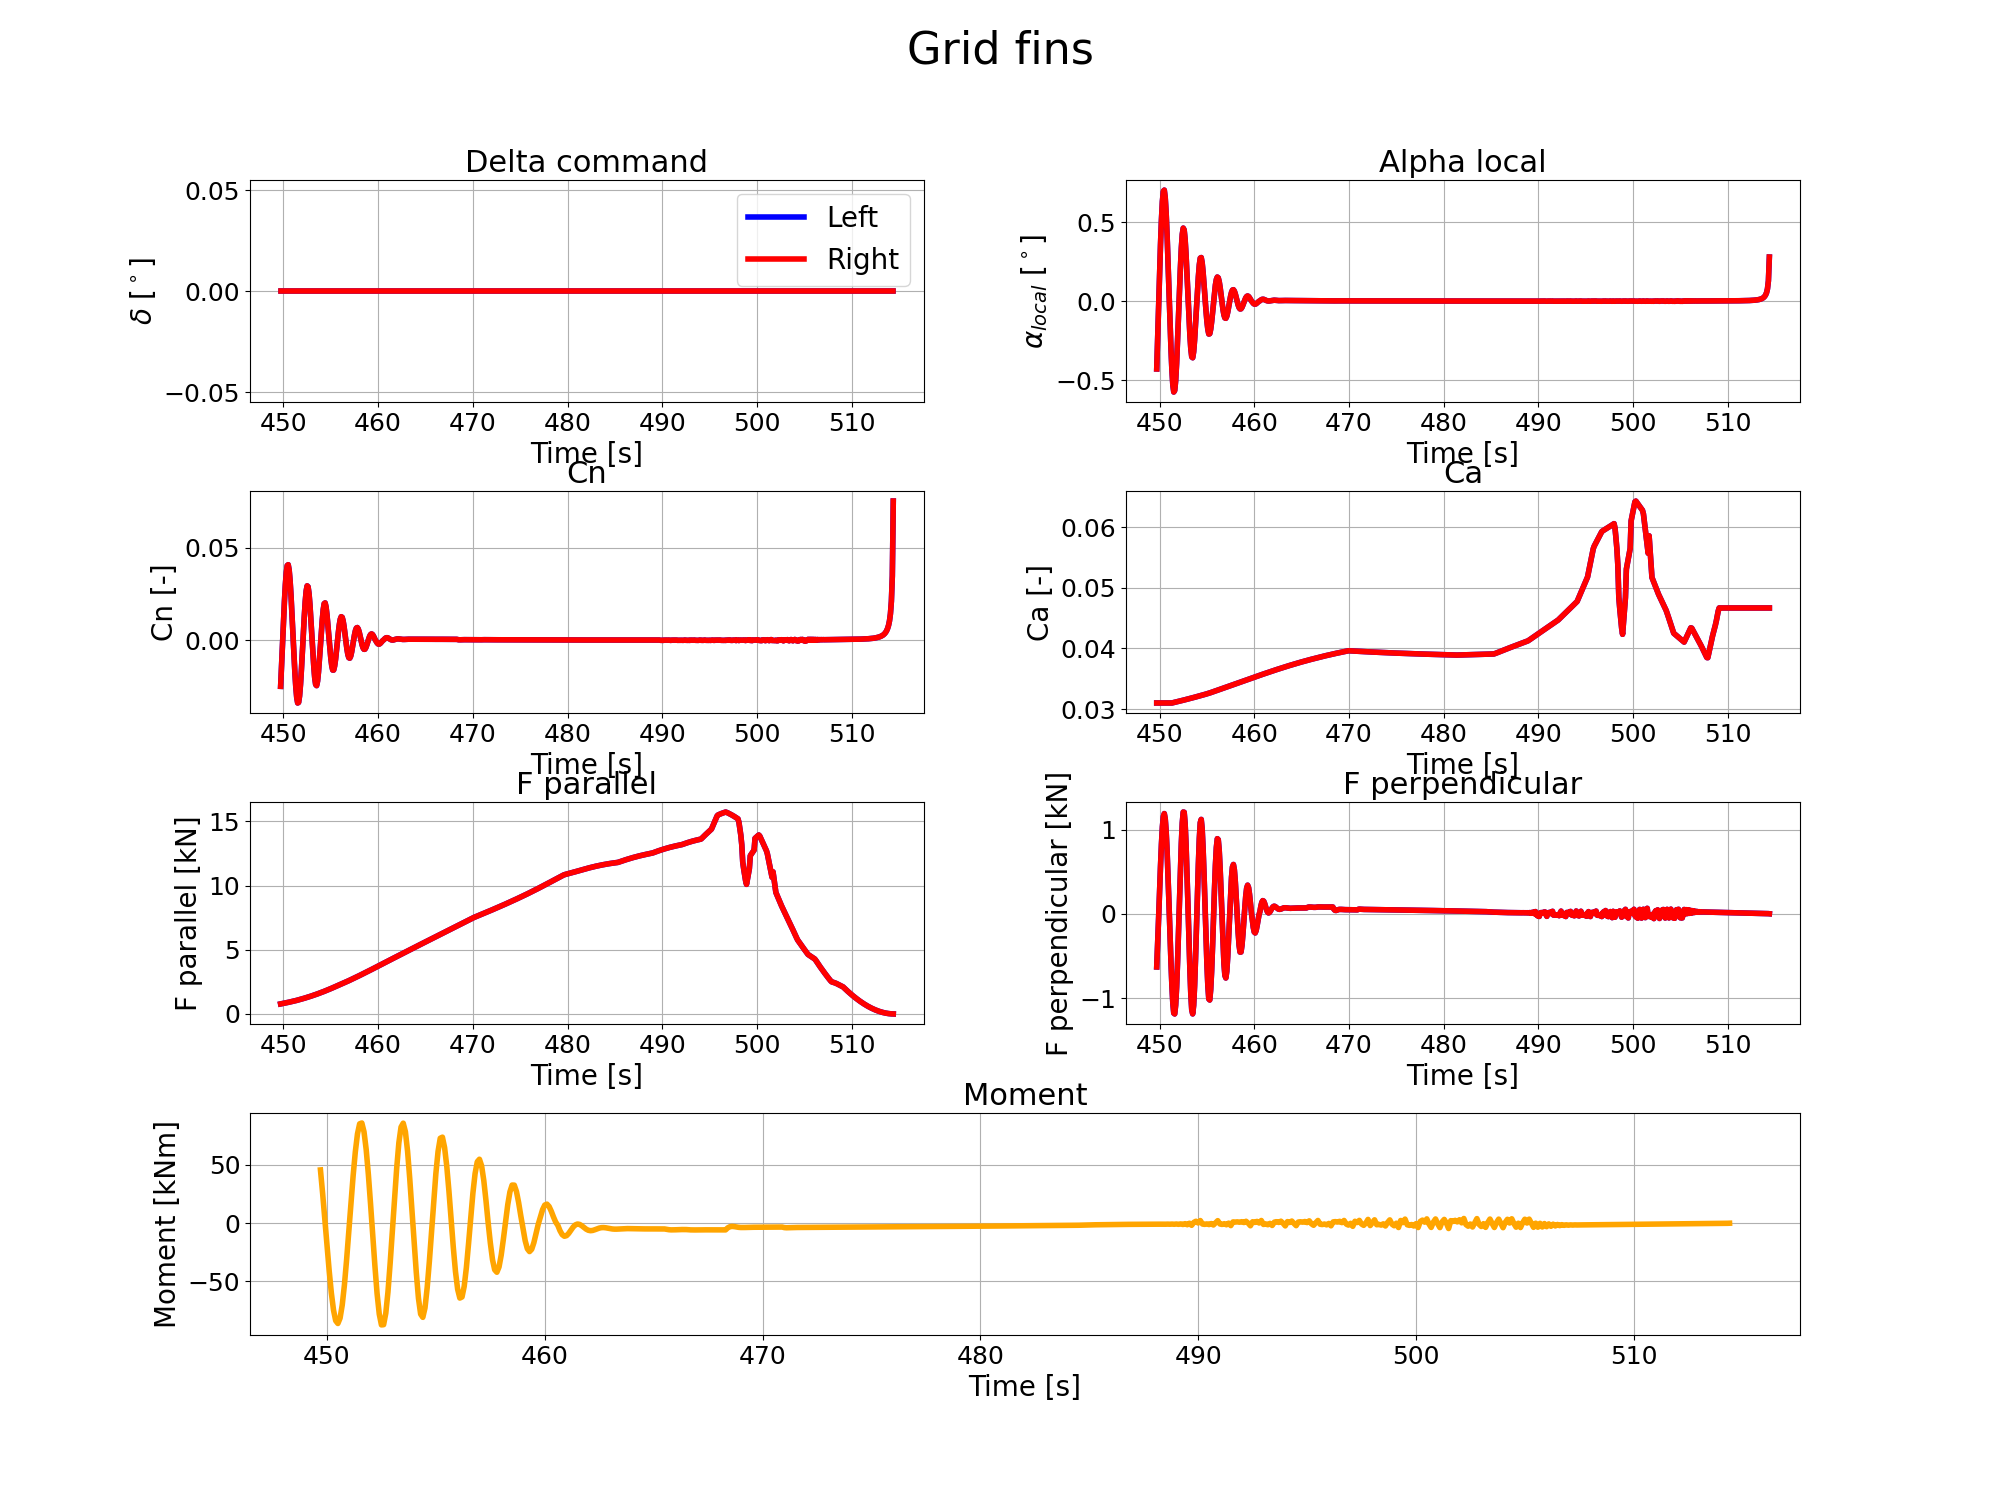 Grid fins
Delta command
δ [°]
0.05
0.00
−0.05
Left
Right
450 460 470 480 490 500 510
Time [s]
Alpha local
α_local [°]
0.5
0.0
−0.5
450 460 470 480 490 500 510
Time [s]
Cn
Cn [-]
0.05
0.00
450 460 470 480 490 500 510
Time [s]
Ca
Ca [-]
0.06
0.05
0.04
0.03
450 460 470 480 490 500 510
Time [s]
F parallel
F parallel [kN]
15
10
5
0
450 460 470 480 490 500 510
Time [s]
F perpendicular
F perpendicular [kN]
1
0
−1
450 460 470 480 490 500 510
Time [s]
Moment
Moment [kNm]
50
0
−50
450 460 470 480 490 500 510
Time [s]